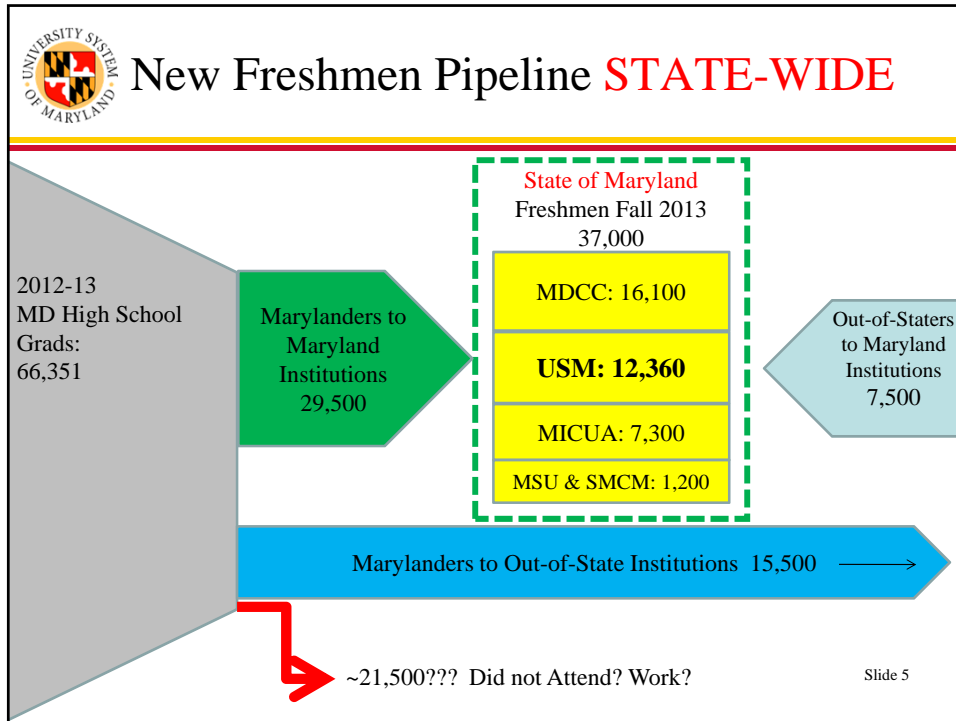 UNIVERSITY SYSTEM
OF MARYLAND
New Freshmen Pipeline STATE-WIDE
2012-13
MD High School
Grads:
66,351
Marylanders to
Maryland
Institutions
29,500
State of Maryland
Freshmen Fall 2013
37,000
MDCC: 16,100
USM: 12,360
MICUA: 7,300
MSU & SMCM: 1,200
Out-of-Staters
to Maryland
Institutions
7,500
Marylanders to Out-of-State Institutions 15,500
~21,500??? Did not Attend? Work?
Slide 5